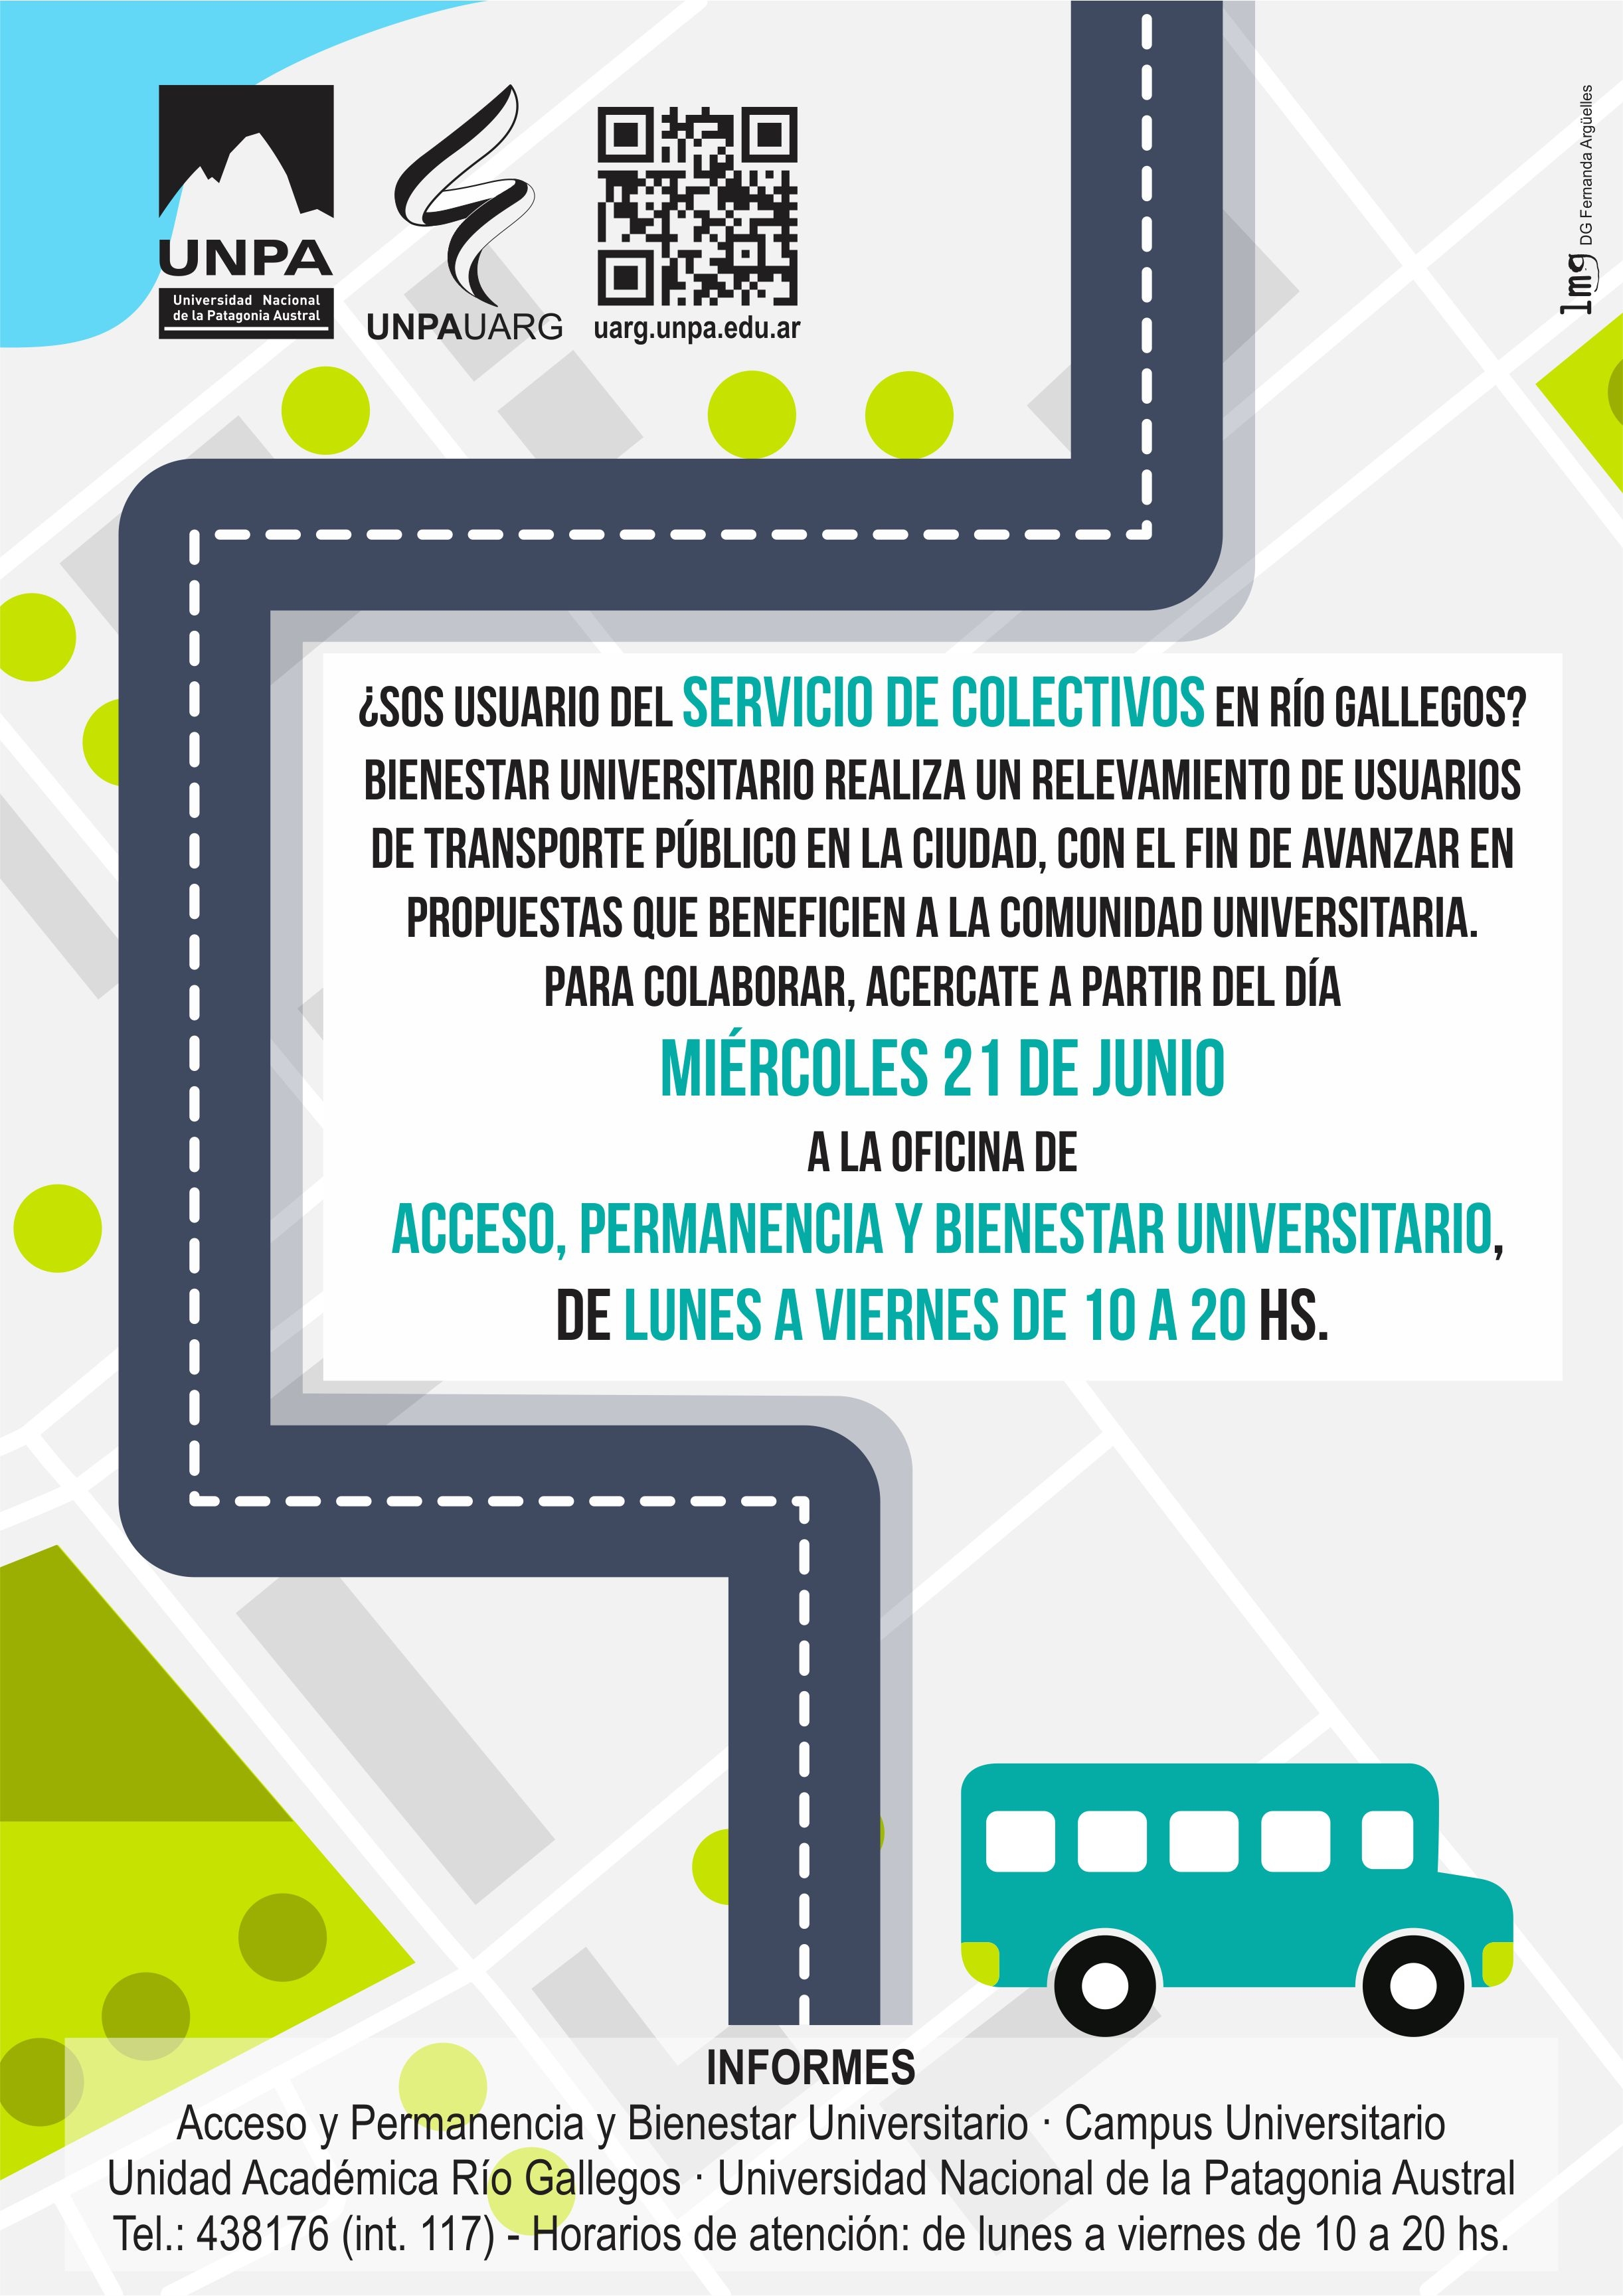 UNPA
Universidad Nacional
de la Patagonia Austral
UNPAUARG
uarg.unpa.edu.ar
lmg DG Fernanda Argüelles
¿SOS USUARIO DEL SERVICIO DE COLECTIVOS EN RÍO GALLEGOS?
BIENESTAR UNIVERSITARIO REALIZA UN RELEVAMIENTO DE USUARIOS
DE TRANSPORTE PÚBLICO EN LA CIUDAD, CON EL FIN DE AVANZAR EN
PROPUESTAS QUE BENEFICIEN A LA COMUNIDAD UNIVERSITARIA.
PARA COLABORAR, ACERCATE A PARTIR DEL DÍA
MIÉRCOLES 21 DE JUNIO
A LA OFICINA DE
ACCESO, PERMANENCIA Y BIENESTAR UNIVERSITARIO,
DE LUNES A VIERNES DE 10 A 20 HS.
INFORMES
Acceso y Permanencia y Bienestar Universitario · Campus Universitario
Unidad Académica Río Gallegos · Universidad Nacional de la Patagonia Austral
Tel.: 438176 (int. 117) - Horarios de atención: de lunes a viernes de 10 a 20 hs.